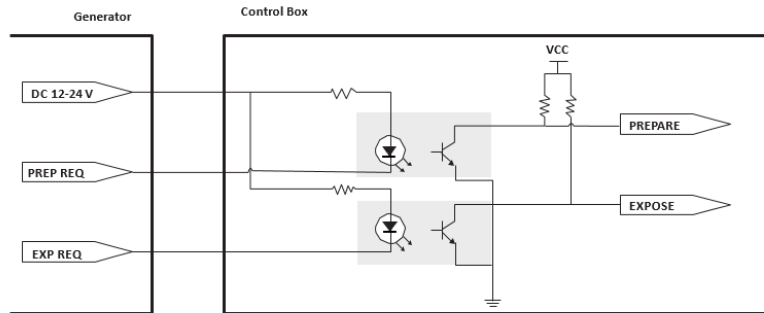 Generator
Control Box
VCC
DC 12-24 V
PREPARE
PREP REQ
EXPOSE
EXP REQ